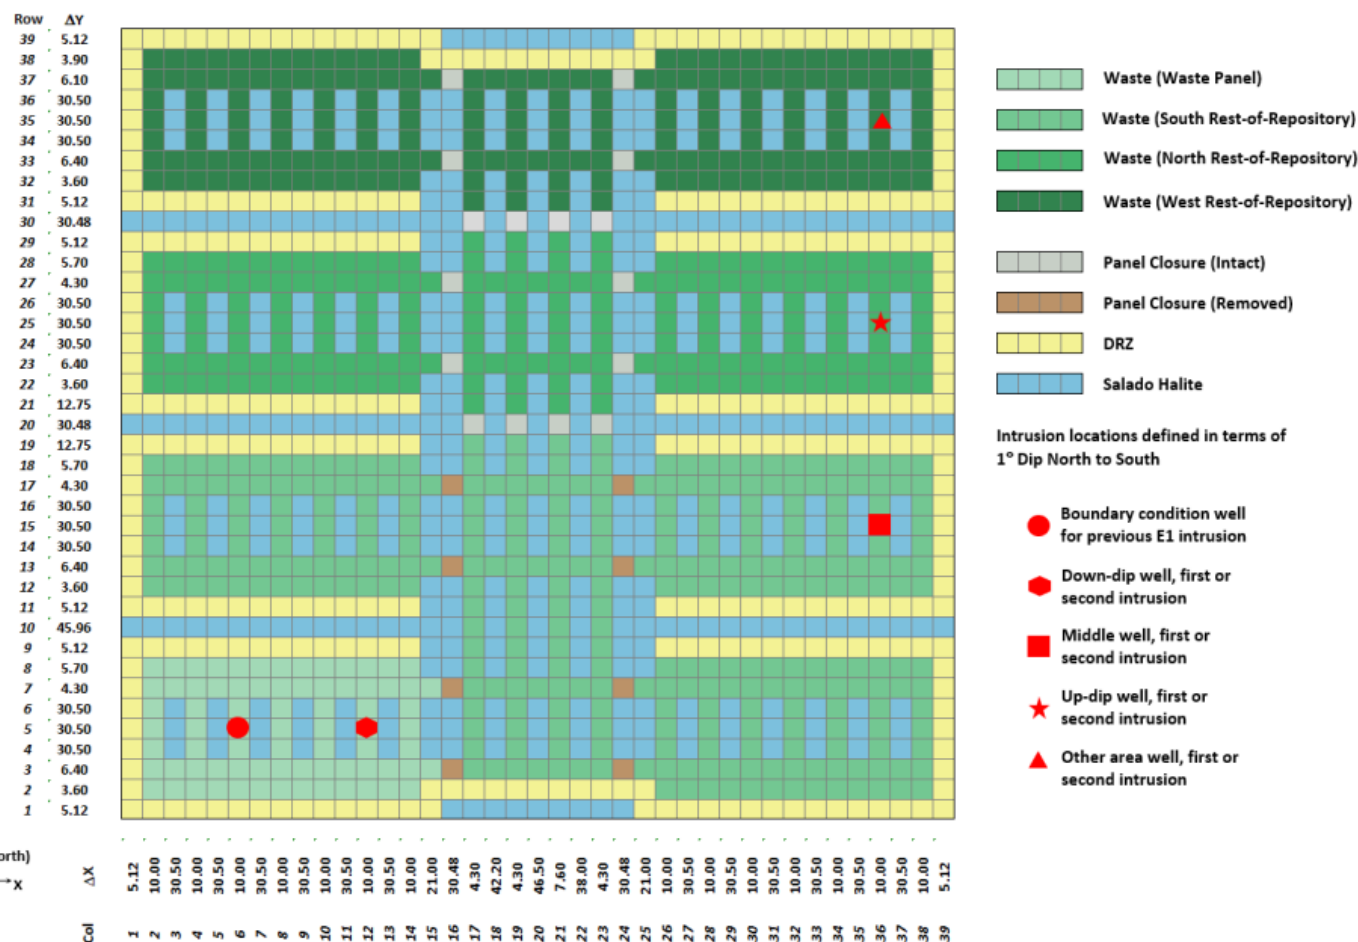 Row ΔY
39 5.12
38 3.90
37 6.10
36 30.50
35 30.50
34 30.50
33 6.40
32 3.60
31 5.12
30 30.48
29 5.12
28 5.70
27 4.30
26 30.50
25 30.50
24 30.50
23 6.40
22 3.60
21 12.75
20 30.48
19 12.75
18 5.70
17 4.30
16 30.50
15 30.50
14 30.50
13 6.40
12 3.60
11 5.12
10 45.96
9 5.12
8 5.70
7 4.30
6 30.50
5 30.50
4 30.50
3 6.40
2 3.60
1 5.12
Waste (Waste Panel)
Waste (South Rest-of-Repository)
Waste (North Rest-of-Repository)
Waste (West Rest-of-Repository)
Panel Closure (Intact)
Panel Closure (Removed)
DRZ
Salado Halite
Intrusion locations defined in terms of
1° Dip North to South
Boundary condition well
for previous E1 intrusion
Down-dip well, first or
second intrusion
Middle well, first or
second intrusion
Up-dip well, first or
second intrusion
Other area well, first or
second intrusion
orth)
→X
ΔX 5.12 10.00 30.50 10.00 30.50 10.00 30.50 10.00 30.50 10.00 30.50 10.00 30.50 10.00 21.00 30.48 4.30 42.20 4.30 46.50 7.60 38.00 4.30 30.48 21.00 10.00 30.50 10.00 30.50 10.00 30.50 10.00 30.50 10.00 30.50 10.00 30.50 10.00 5.12
Col 1 2 3 4 5 6 7 8 9 10 11 12 13 14 15 16 17 18 19 20 21 22 23 24 25 26 27 28 29 30 31 32 33 34 35 36 37 38 39